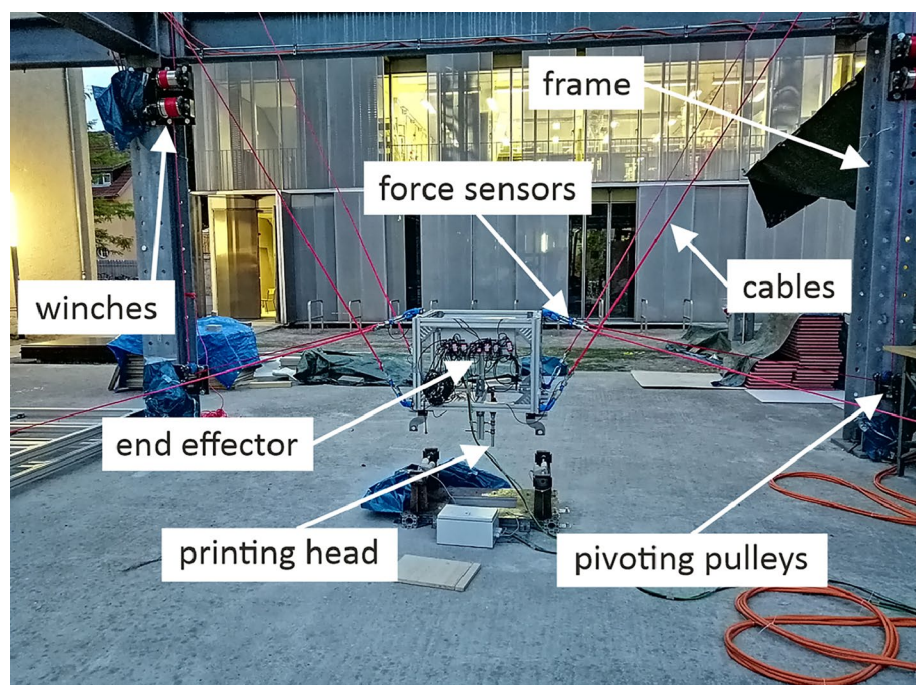 frame
force sensors
cables
winches
end effector
printing head
pivoting pulleys